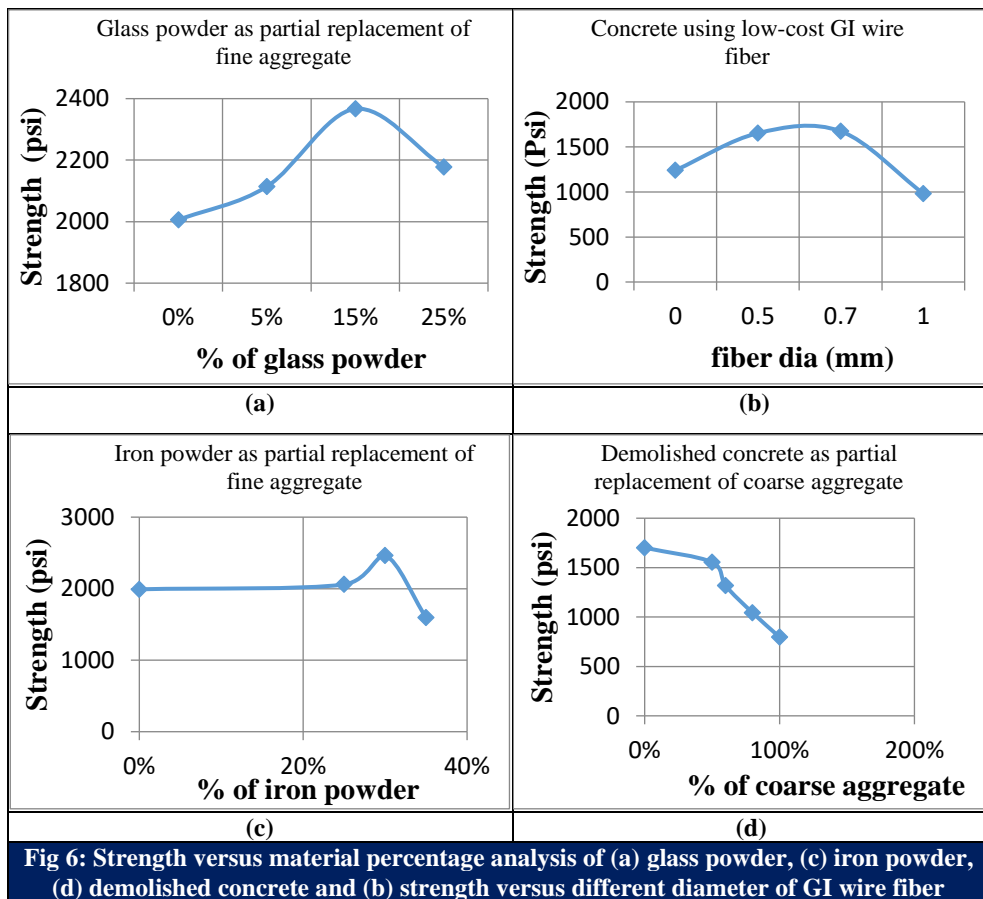 Glass powder as partial replacement of
fine aggregate
Strength (psi)
2400
2200
2000
1800
0% 5% 15% 25%
% of glass powder
(a)
Concrete using low-cost GI wire
fiber
Strength (Psi)
2000
1500
1000
500
0
0 0.5 0.7 1
fiber dia (mm)
(b)
Iron powder as partial replacement of
fine aggregate
Strength (psi)
3000
2000
1000
0
0% 20% 40%
% of iron powder
(c)
Demolished concrete as partial
replacement of coarse aggregate
Strength (psi)
2000
1500
1000
500
0
0% 100% 200%
% of coarse aggregate
(d)
Fig 6: Strength versus material percentage analysis of (a) glass powder, (c) iron powder,
(d) demolished concrete and (b) strength versus different diameter of GI wire fiber